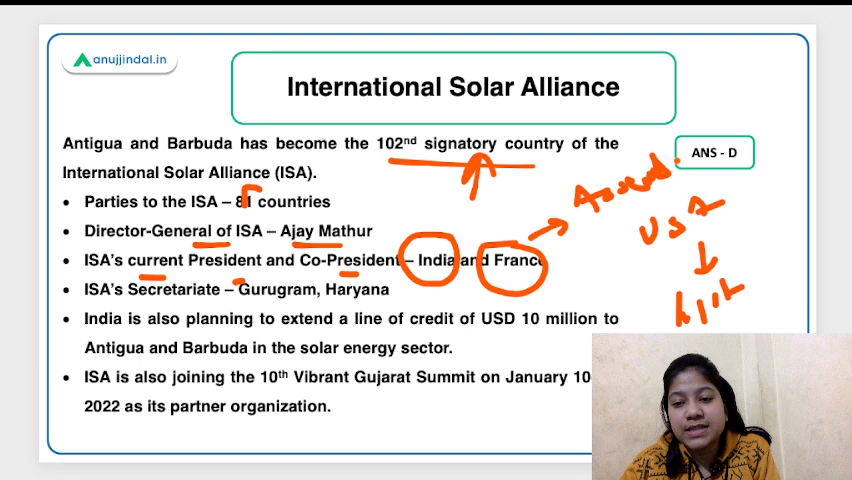 anujjindal.in
International Solar Alliance
Antigua and Barbuda has become the 102nd signatory country of the
ANS - D
International Solar Alliance (ISA).
• Parties to the ISA – 81 countries
• Director-General of ISA – Ajay Mathur
• ISA's current President and Co-President – India and France
USA
• ISA's Secretariate – Gurugram, Haryana
• India is also planning to extend a line of credit of USD 10 million to
Antigua and Barbuda in the solar energy sector.
• ISA is also joining the 10th Vibrant Gujarat Summit on January 10
2022 as its partner organization.